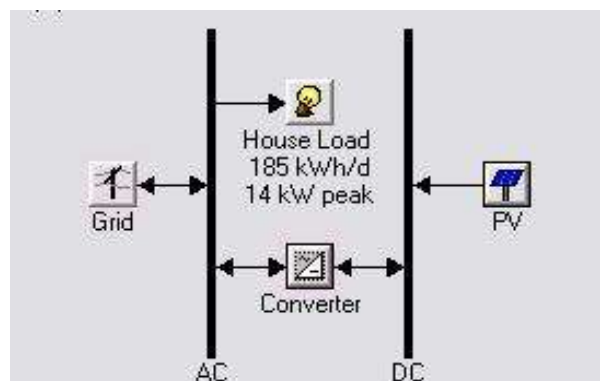 House Load
185 kWh/d
14 kW peak
Grid
PV
Converter
AC
DC